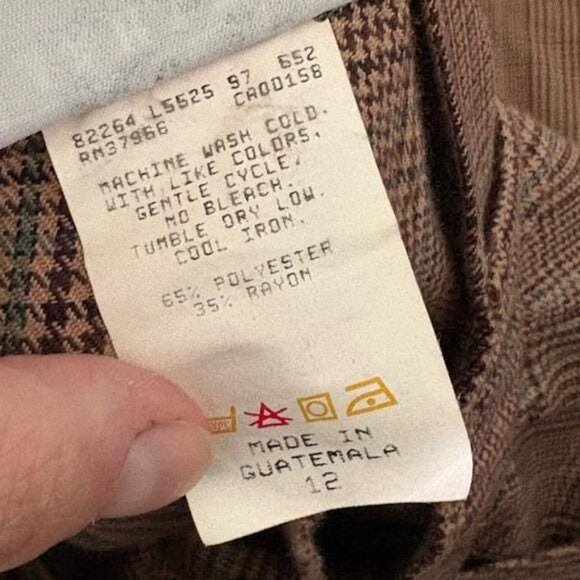 82264 L5525 97 652
RN37966 CA00158
MACHINE WASH COLD.
WITH LIKE COLORS.
GENTLE CYCLE.
NO BLEACH.
TUMBLE DRY LOW.
COOL IRON.
65% POLYESTER
35% RAYON
MADE IN
GUATEMALA
12